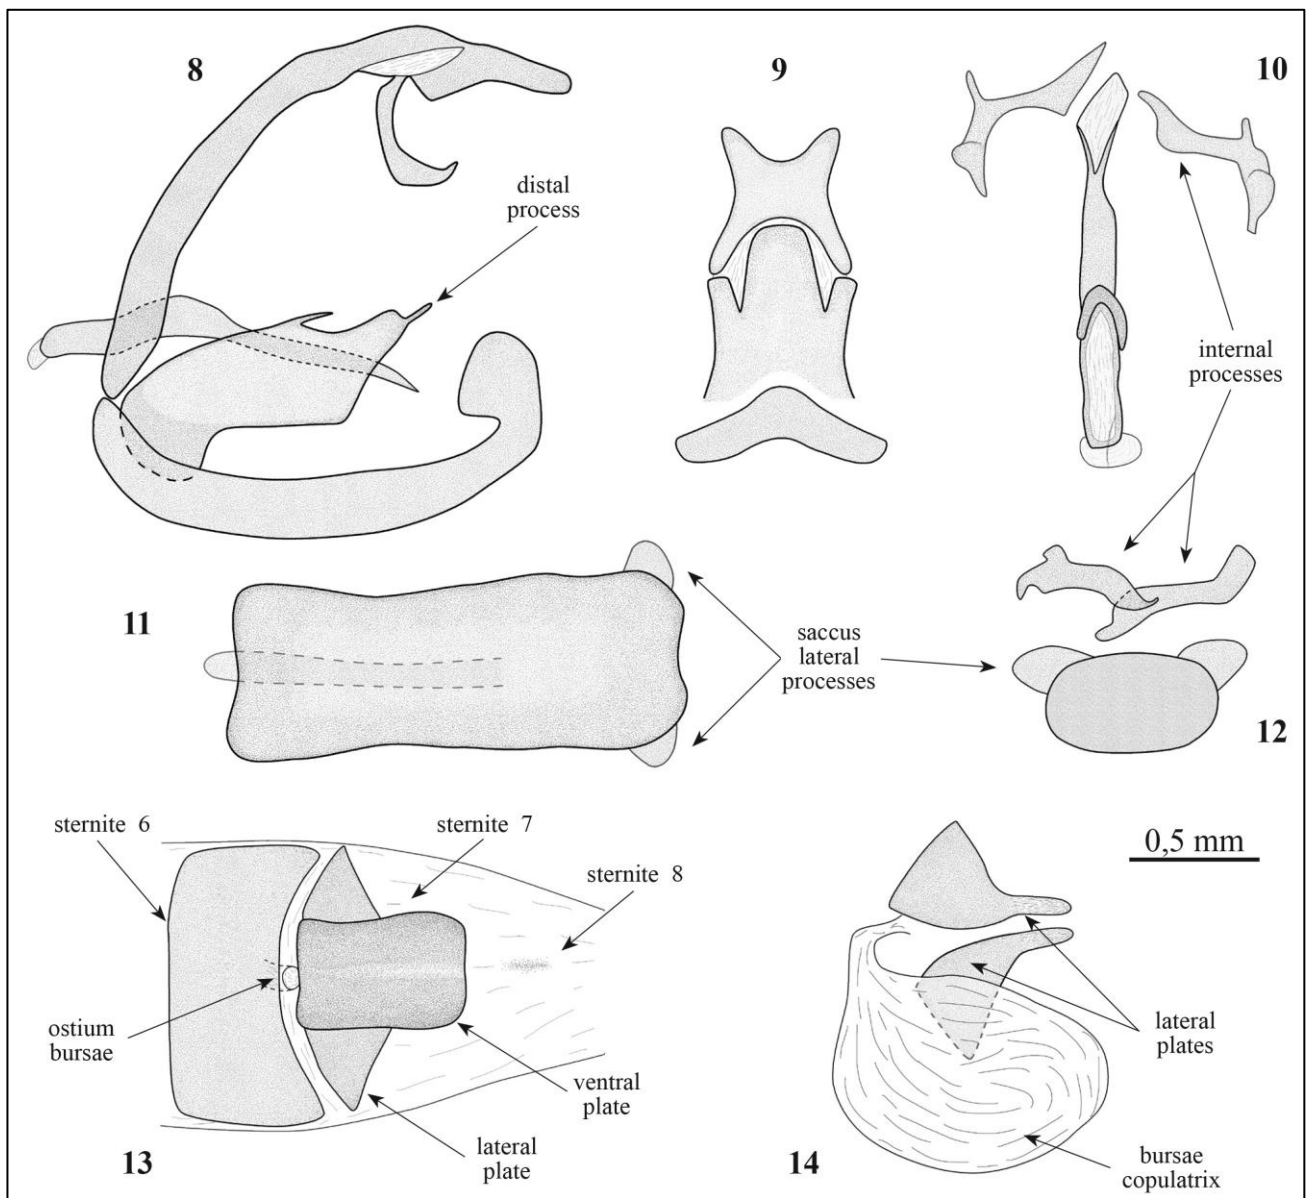 8
9
10
distal
process
internal
processes
11
saccus
lateral
processes
12
sternite 6
sternite 7
sternite 8
0,5 mm
ostium
bursae
lateral
plates
ventral
plate
13
lateral
plate
14
bursae
copulatrix